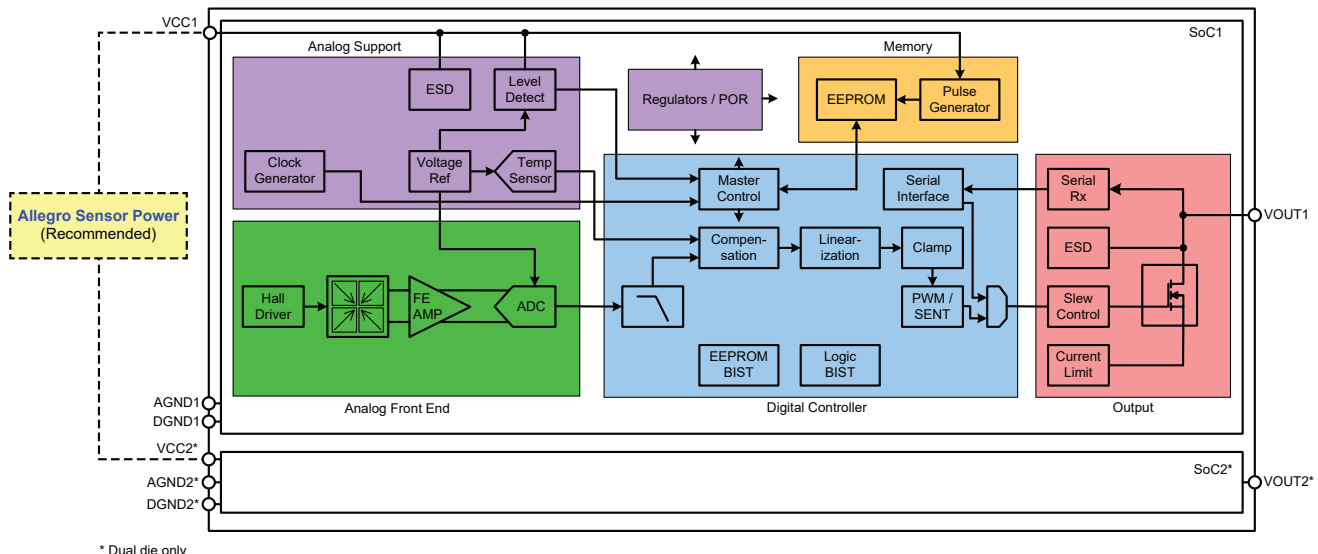 VCC1
SoC1
Analog Support
Memory
ESD
Level
Detect
Regulators / POR
EEPROM
Pulse
Generator
Clock
Generator
Voltage
Ref
Temp
Sensor
Master
Control
Serial
Interface
Serial
Rx
VOUT1
Allegro Sensor Power
(Recommended)
Compen-
sation
Linear-
ization
Clamp
ESD
Hall
Driver
FE
AMP
ADC
PWM /
SENT
Slew
Control
EEPROM
BIST
Logic
BIST
Current
Limit
AGND1
DGND1
Analog Front End
Digital Controller
Output
VCC2*
AGND2*
DGND2*
SoC2*
VOUT2*
* Dual die only